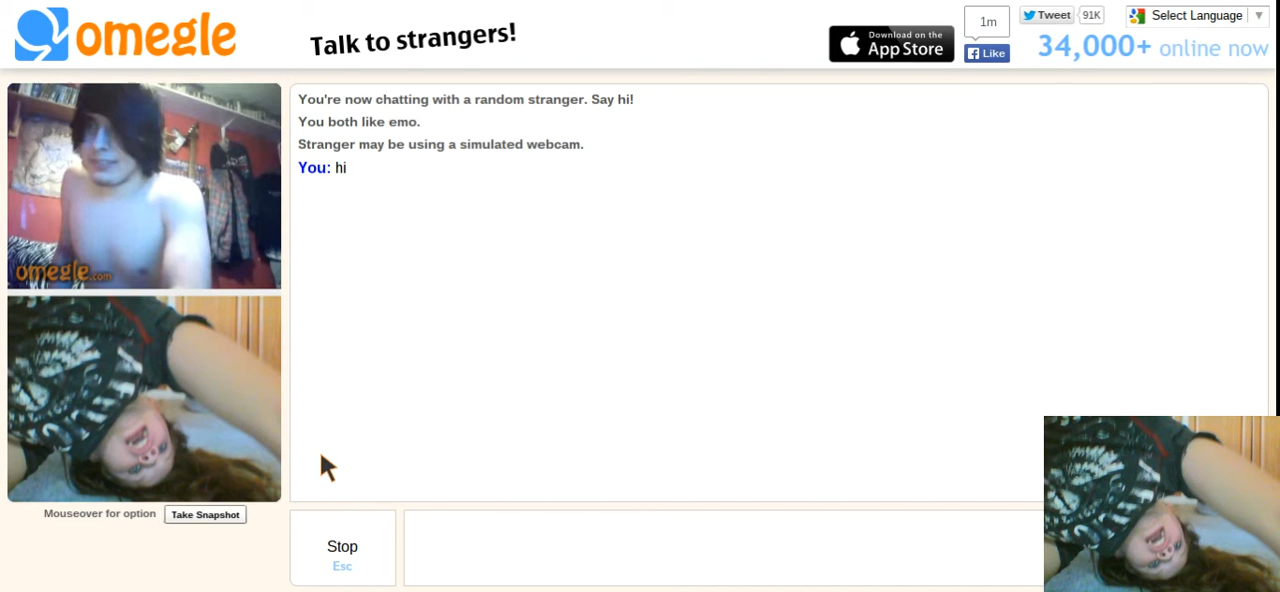 omegle
Talk to strangers!
Download on the
App Store
1m
Like
Tweet
91K
Select Language
34,000+ online now
omegle.com
You're now chatting with a random stranger. Say hi!
You both like emo.
Stranger may be using a simulated webcam.
You: hi
Mouseover for option
Take Snapshot
Stop
Esc